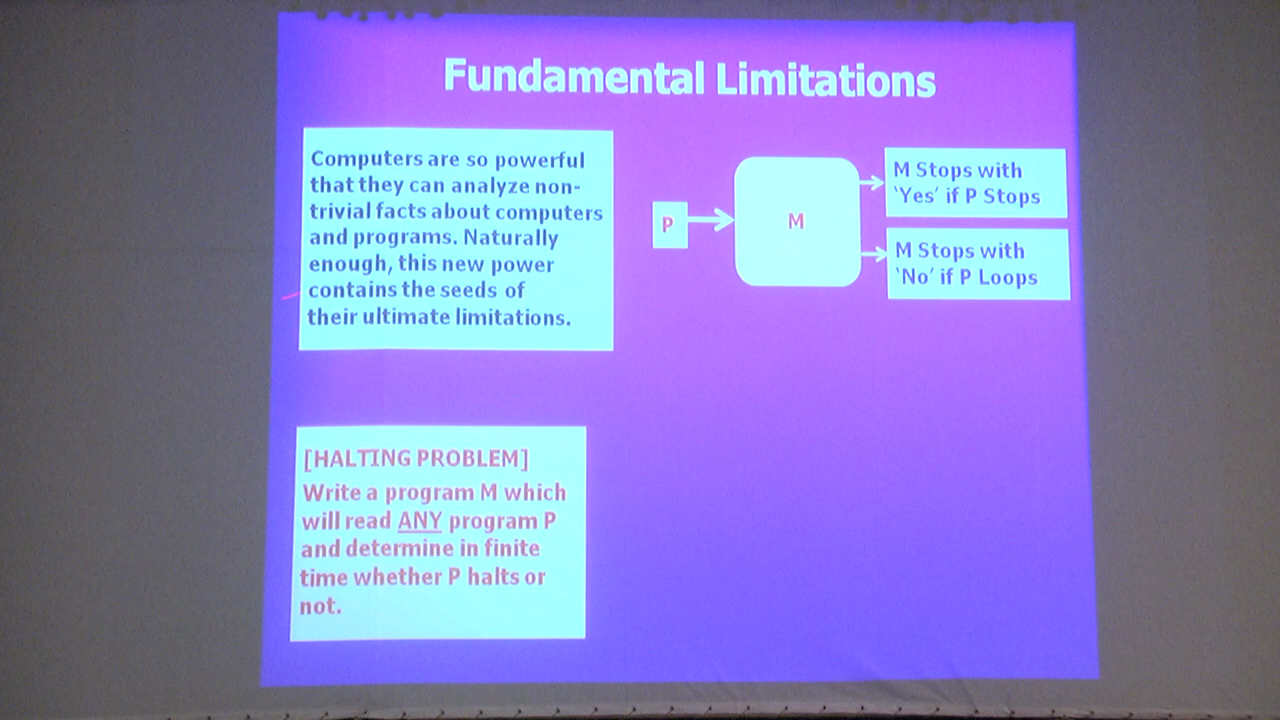 Fundamental Limitations
Computers are so powerful
that they can analyze non-
trivial facts about computers
and programs. Naturally
enough, this new power
contains the seeds of
their ultimate limitations.
P
M
M Stops with
‘Yes’ if P Stops
M Stops with
‘No’ if P Loops
[HALTING PROBLEM]
Write a program M which
will read ANY program P
and determine in finite
time whether P halts or
not.